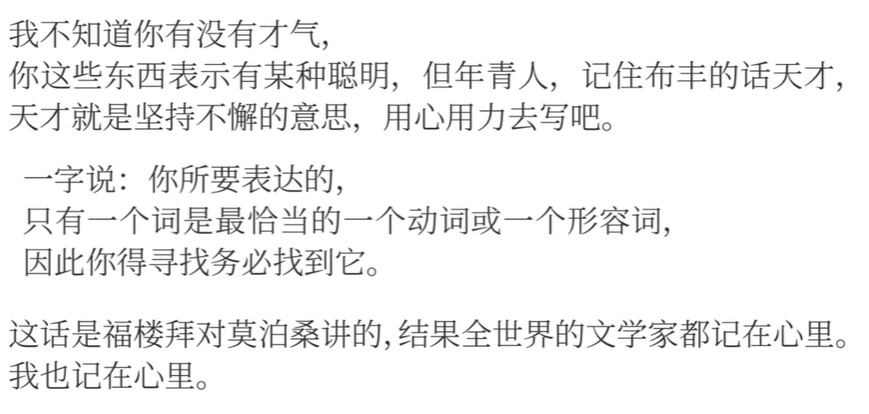 我不知道你有没有才气，
你这些东西表示有某种聪明，但年青人，记住布丰的话天才，
天才就是坚持不懈的意思，用心用力去写吧。
一字说：你所要表达的，
只有一个词是最恰当的一个动词或一个形容词，
因此你得寻找务必找到它。
这话是福楼拜对莫泊桑讲的，结果全世界的文学家都记在心里。
我也记在心里。